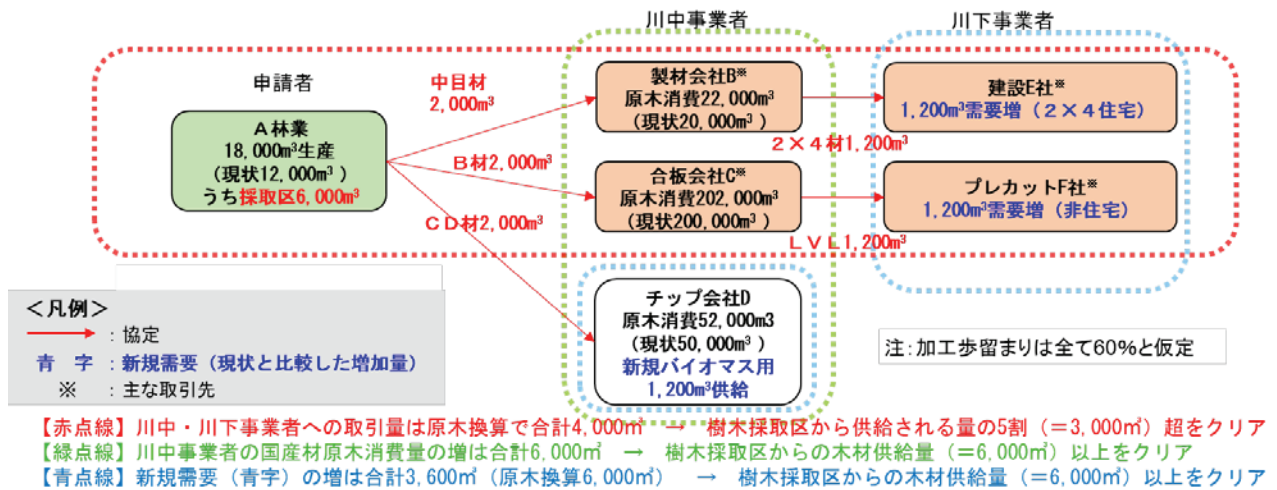 川中事業者
川下事業者
申請者
A林業
18,000m³生産
(現状12,000m³)
うち採取区6,000m³
中目材
2,000m³
B材2,000m³
CD材2,000m³
製材会社B※
原木消費22,000m³
(現状20,000m³)
合板会社C※
原木消費202,000m³
(現状200,000m³)
チップ会社D
原木消費52,000m3
(現状50,000m³)
新規バイオマス用
1,200m³供給
2×4材1,200m³
LVL1,200m³
建設E社※
1,200m³需要増(2×4住宅)
プレカットF社※
1,200m³需要増(非住宅)
<凡例>
:協定
青 字 :新規需要(現状と比較した増加量)
※ :主な取引先
注:加工歩留まりは全て60%と仮定
【赤点線】川中・川下事業者への取引量は原木換算で合計4,000㎥ → 樹木採取区から供給される量の5割(=3,000㎥)超をクリア
【緑点線】川中事業者の国産材原木消費量の増は合計6,000㎥ → 樹木採取区からの木材供給量(=6,000㎥)以上をクリア
【青点線】新規需要(青字)の増は合計3,600㎥(原木換算6,000㎥) → 樹木採取区からの木材供給量(=6,000㎥)以上をクリア